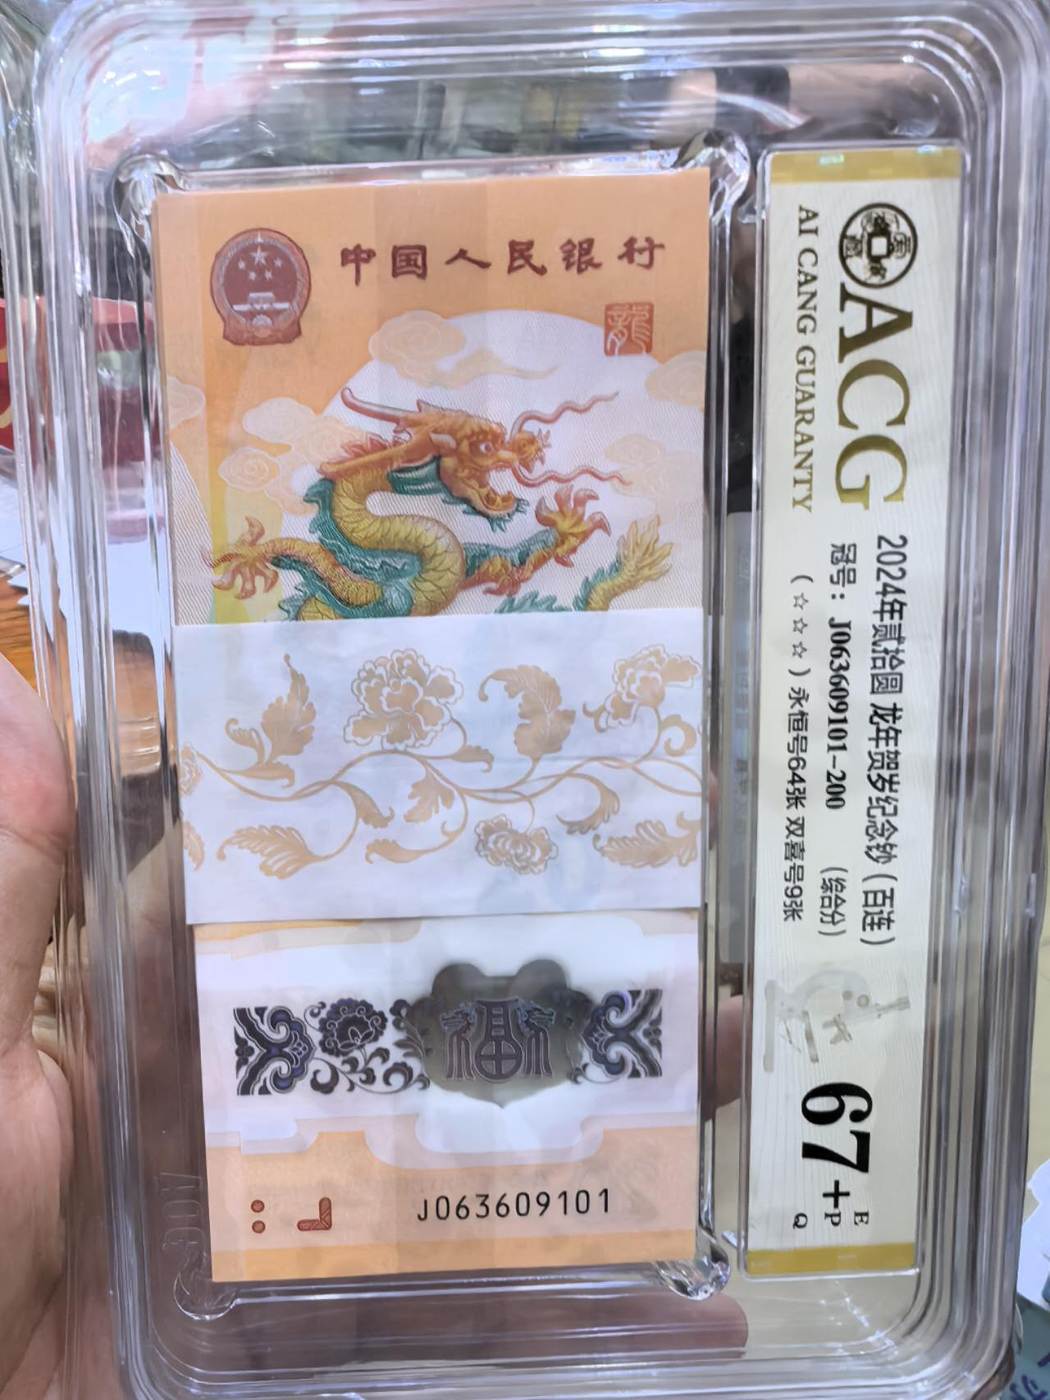 中国人民银行
龍
福
J063609101
ACG
AI CANG GUARANTY
2024年贰拾圆 龙年贺岁纪念钞（百连）
冠号：J063609101-200 （综合分）
（☆☆☆）永恒号64张 双喜号9张
67+
E
P
Q